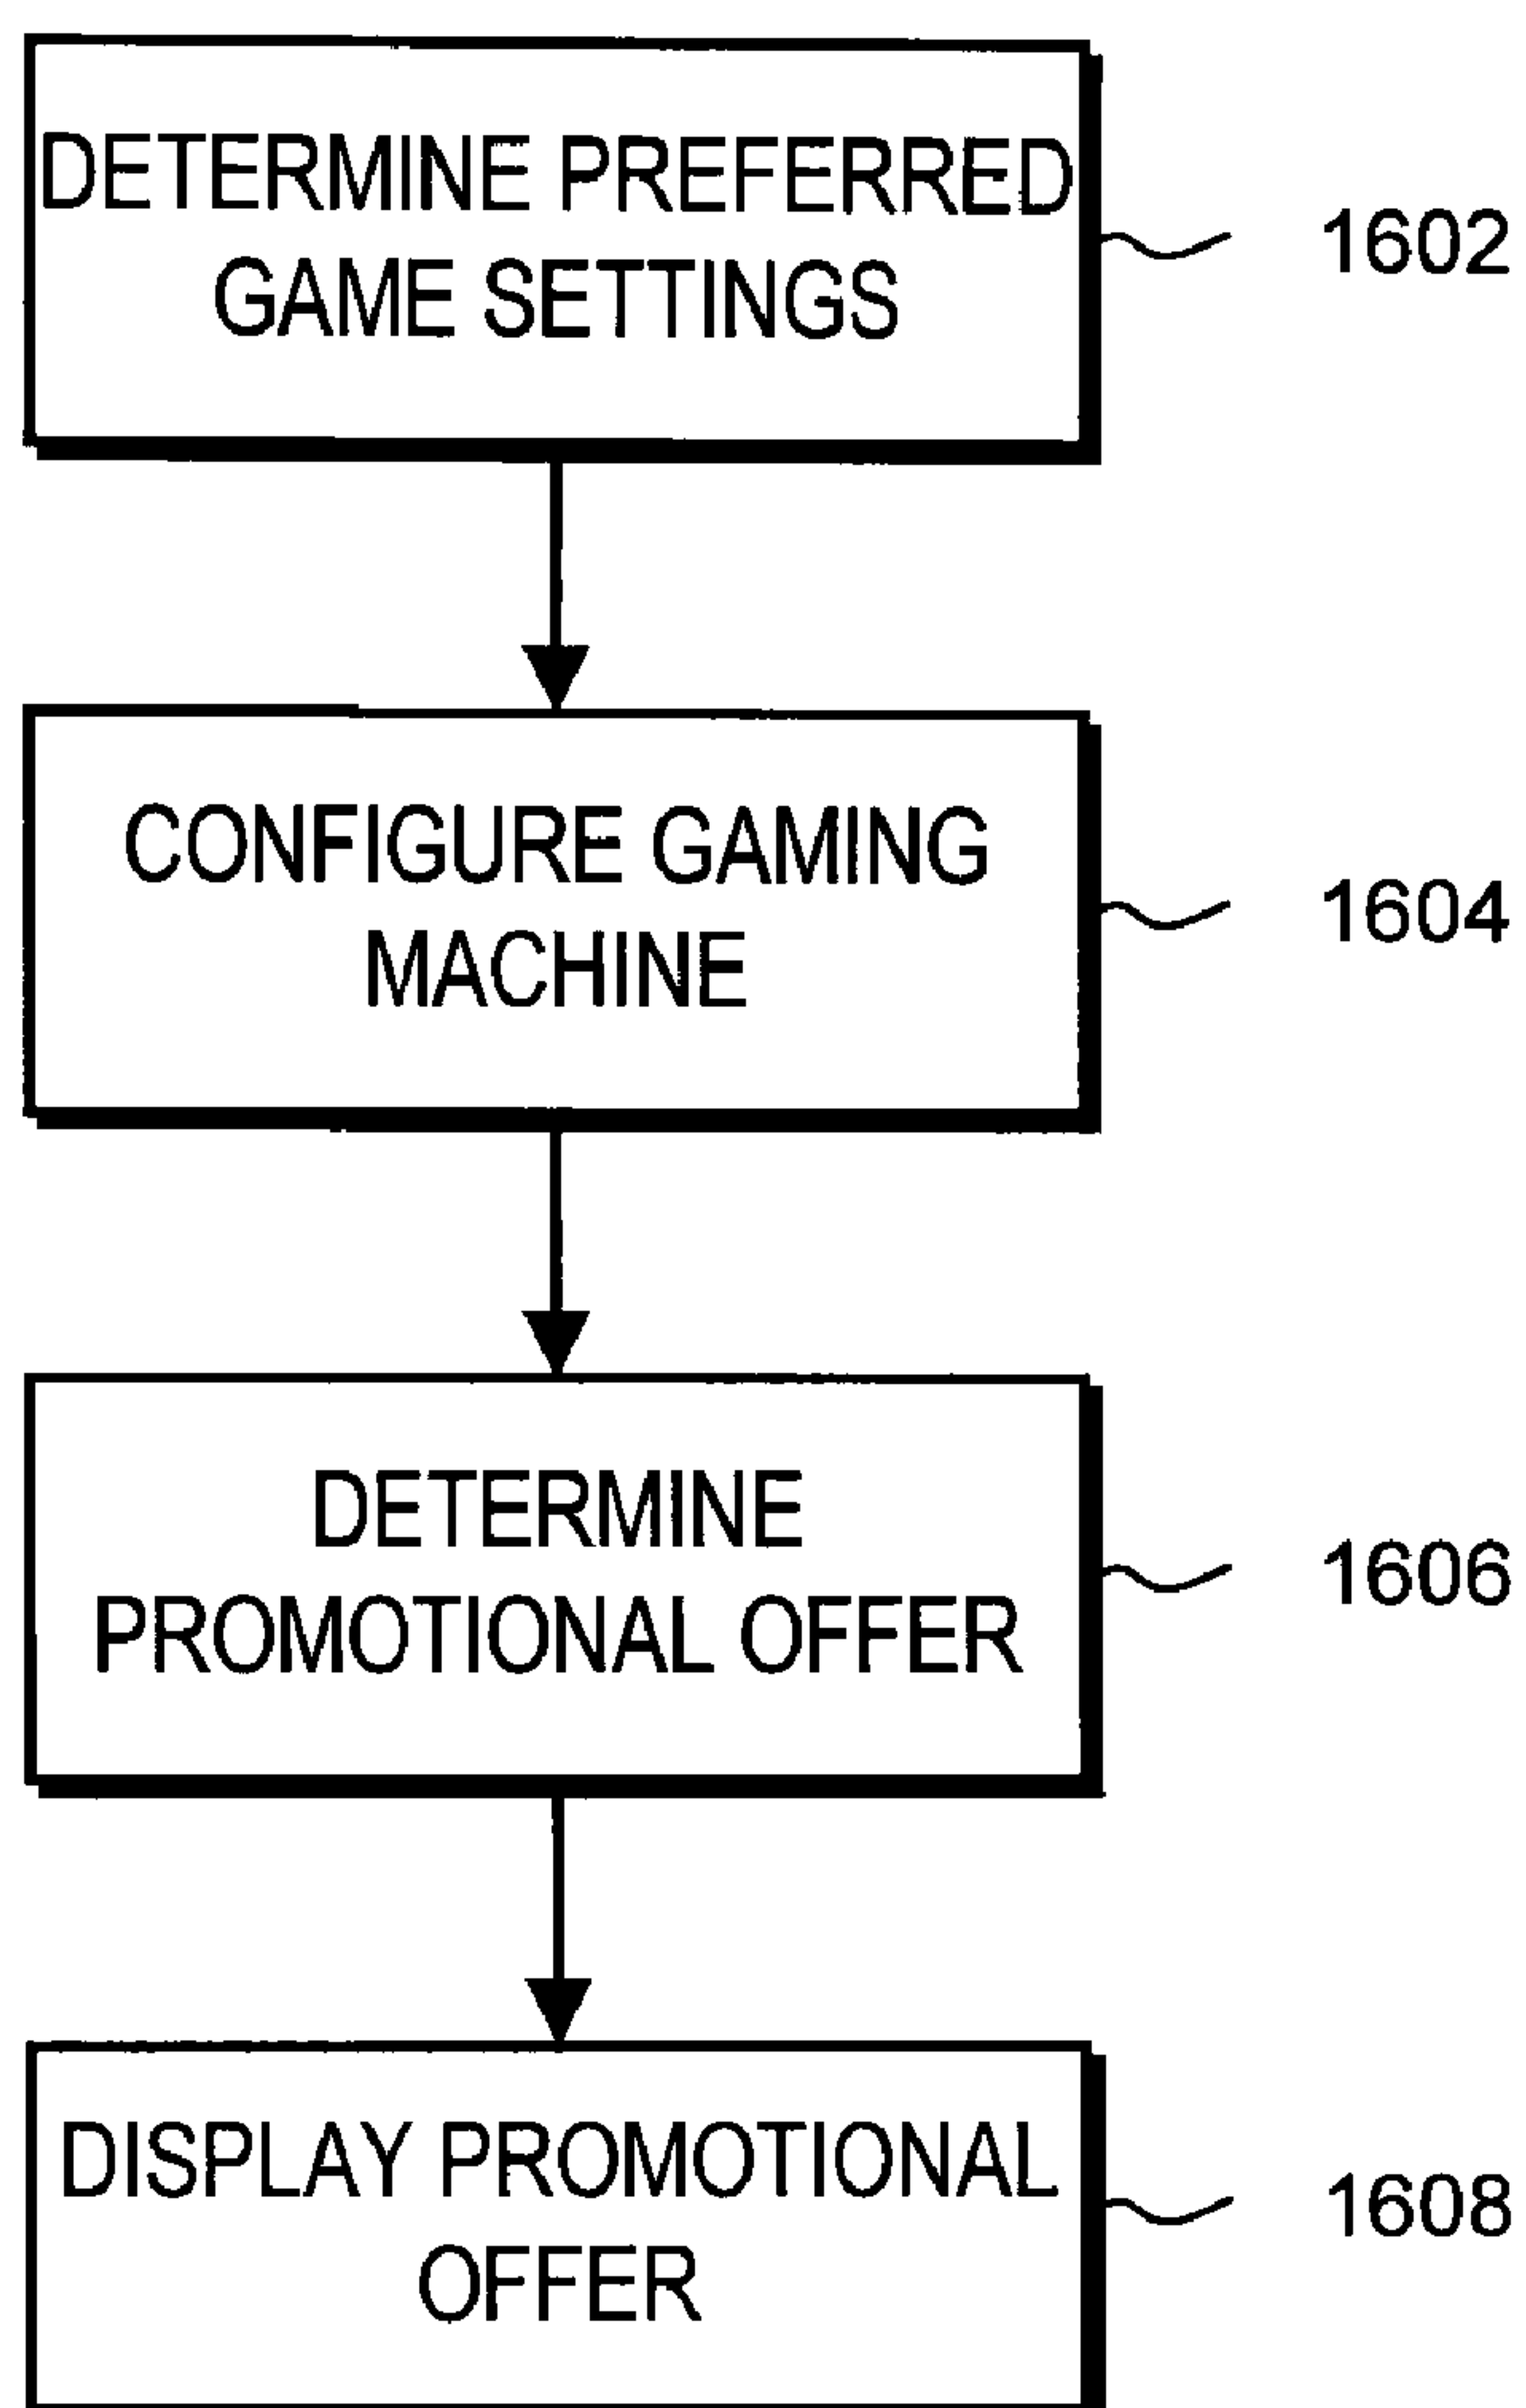 DETERMINE PREFERRED
GAME SETTINGS
1602
CONFIGURE GAMING
MACHINE
1604
DETERMINE
PROMOTIONAL OFFER
1606
DISPLAY PROMOTIONAL
OFFER
1608